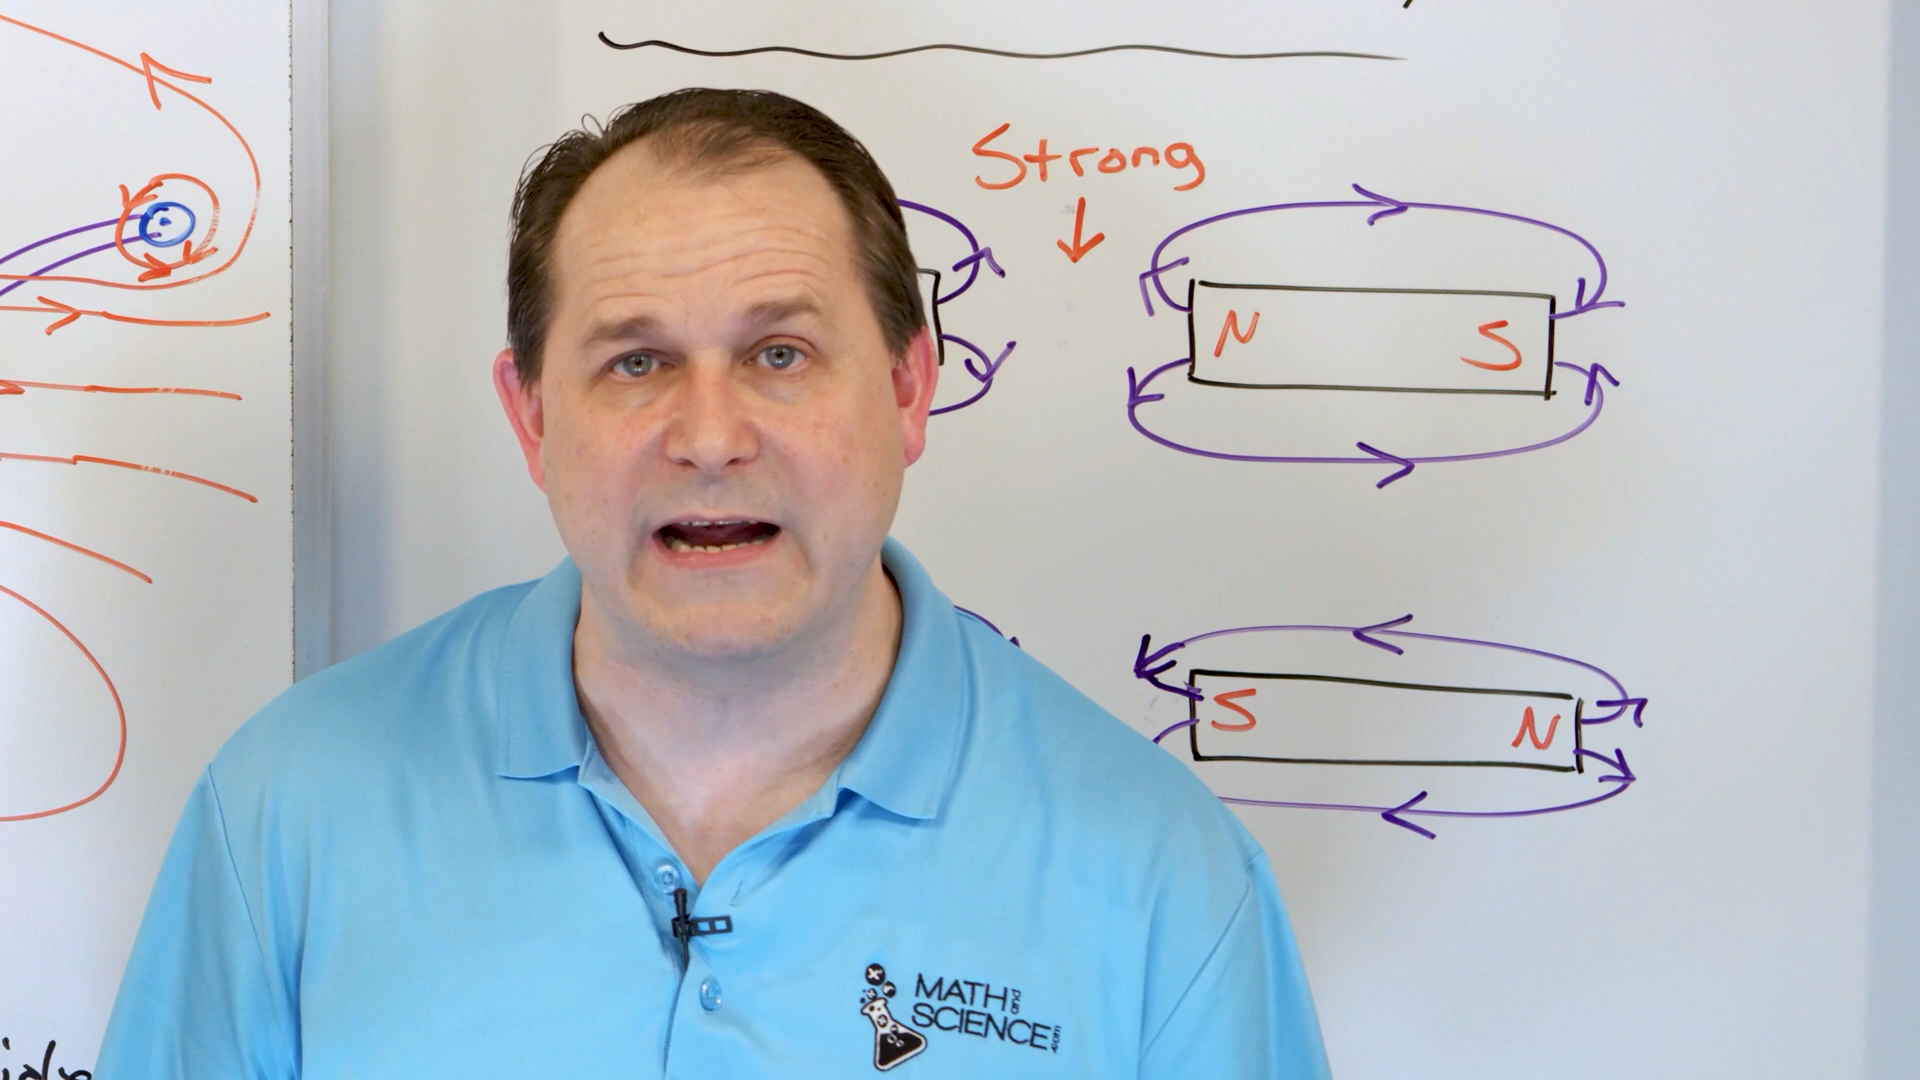 Strong
N S
S N
MATH and
SCIENCE .com